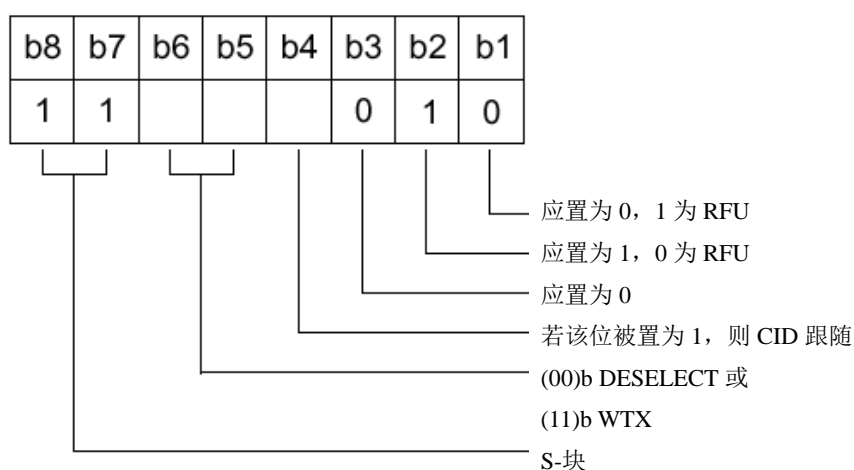 b8 b7 b6 b5 b4 b3 b2 b1
1 1 0 1 0
应置为 0，1 为 RFU
应置为 1，0 为 RFU
应置为 0
若该位被置为 1，则 CID 跟随
(00)b DESELECT 或
(11)b WTX
S-块